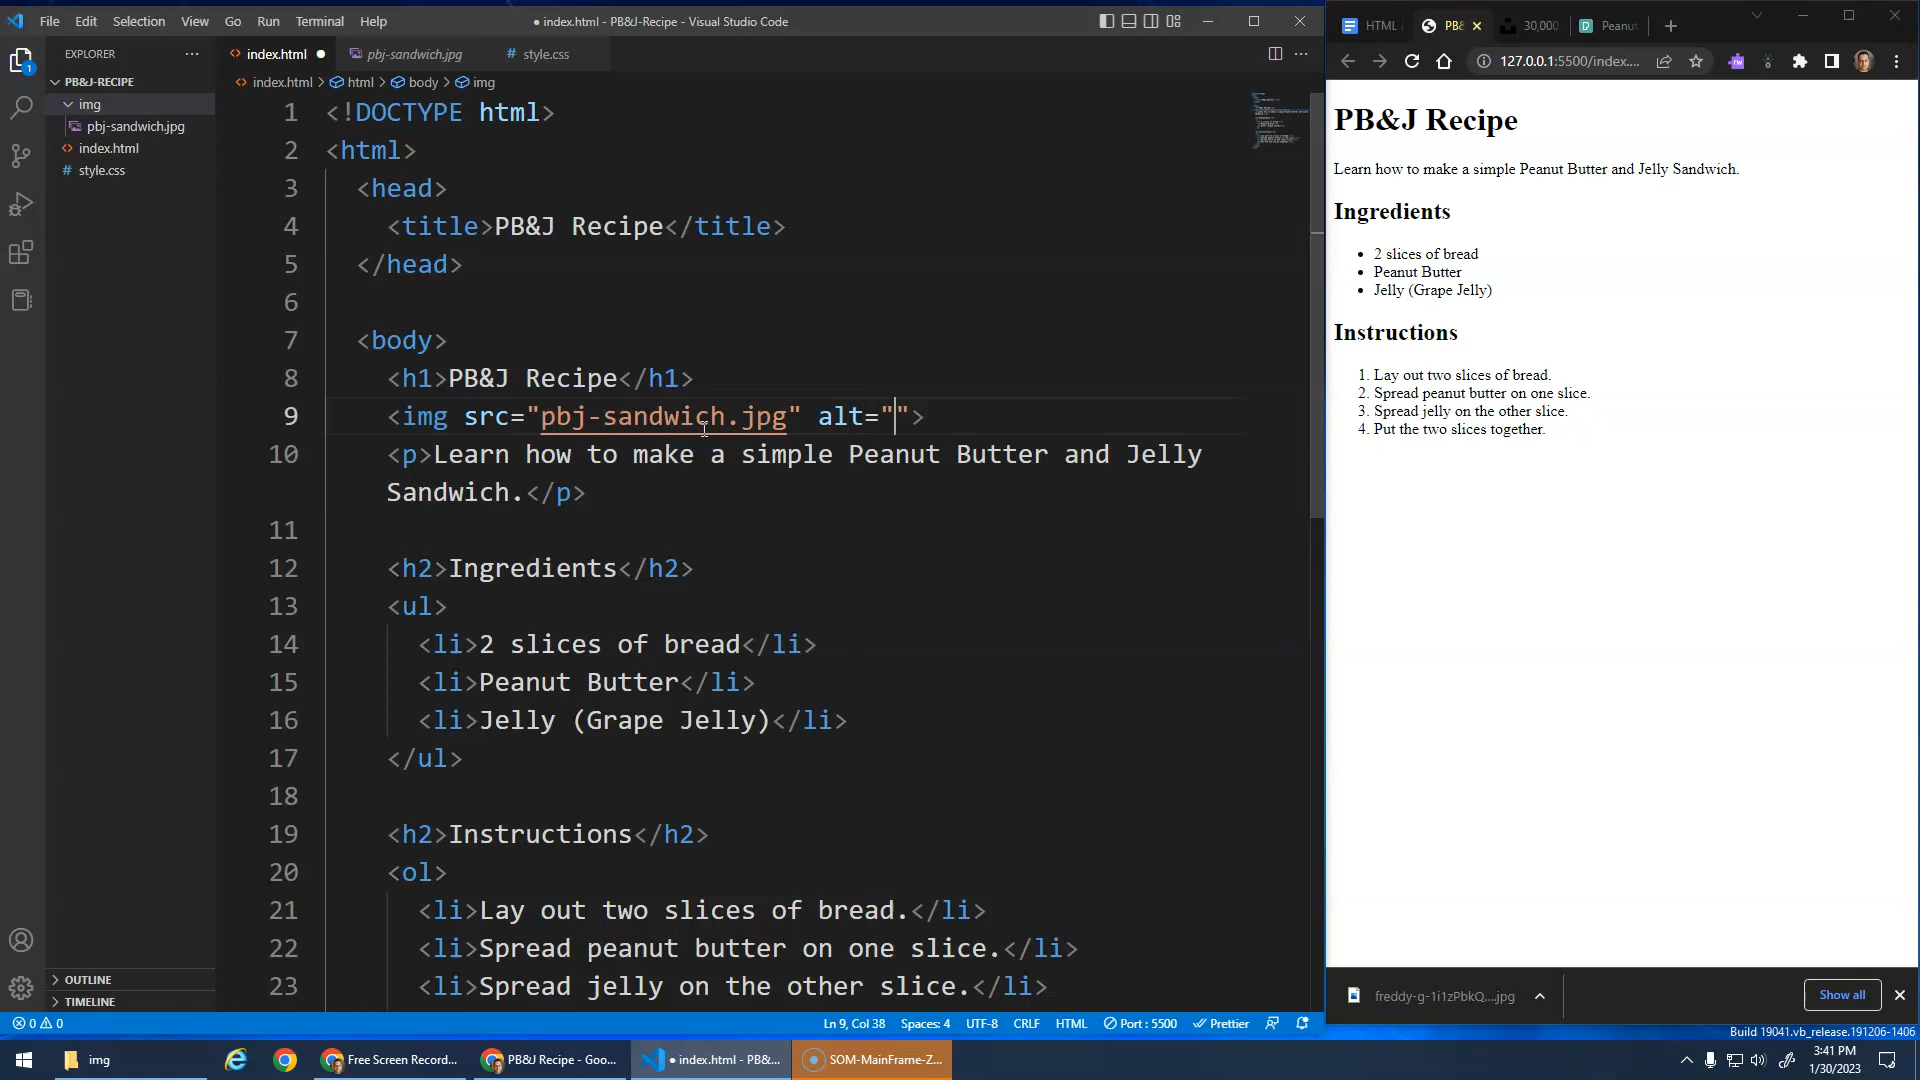 File Edit Selection View Go Run Terminal Help
● index.html - PB&J-Recipe - Visual Studio Code
EXPLORER
PB&J-RECIPE
img
pbj-sandwich.jpg
index.html
# style.css
OUTLINE
TIMELINE
index.html ●
pbj-sandwich.jpg
# style.css
index.html > html > body > img
1 <!DOCTYPE html>
2 <html>
3 <head>
4 <title>PB&J Recipe</title>
5 </head>
6
7 <body>
8 <h1>PB&J Recipe</h1>
9 <img src="pbj-sandwich.jpg" alt="">
10 <p>Learn how to make a simple Peanut Butter and Jelly
Sandwich.</p>
11
12 <h2>Ingredients</h2>
13 <ul>
14 <li>2 slices of bread</li>
15 <li>Peanut Butter</li>
16 <li>Jelly (Grape Jelly)</li>
17 </ul>
18
19 <h2>Instructions</h2>
20 <ol>
21 <li>Lay out two slices of bread.</li>
22 <li>Spread peanut butter on one slice.</li>
23 <li>Spread jelly on the other slice.</li>
0 0 Ln 9, Col 38 Spaces: 4 UTF-8 CRLF HTML Port : 5500 Prettier
HTML PB& 30,000 Peanut
127.0.0.1:5500/index....
PB&J Recipe
Learn how to make a simple Peanut Butter and Jelly Sandwich.
Ingredients
• 2 slices of bread
• Peanut Butter
• Jelly (Grape Jelly)
Instructions
1. Lay out two slices of bread.
2. Spread peanut butter on one slice.
3. Spread jelly on the other slice.
4. Put the two slices together.
freddy-g-1i1zPbkQ....jpg
Show all
Build 19041.vb_release.191206-1406
img
Free Screen Record...
PB&J Recipe - Goo...
● index.html - PB&...
SOM-MainFrame-Z...
3:41 PM
1/30/2023